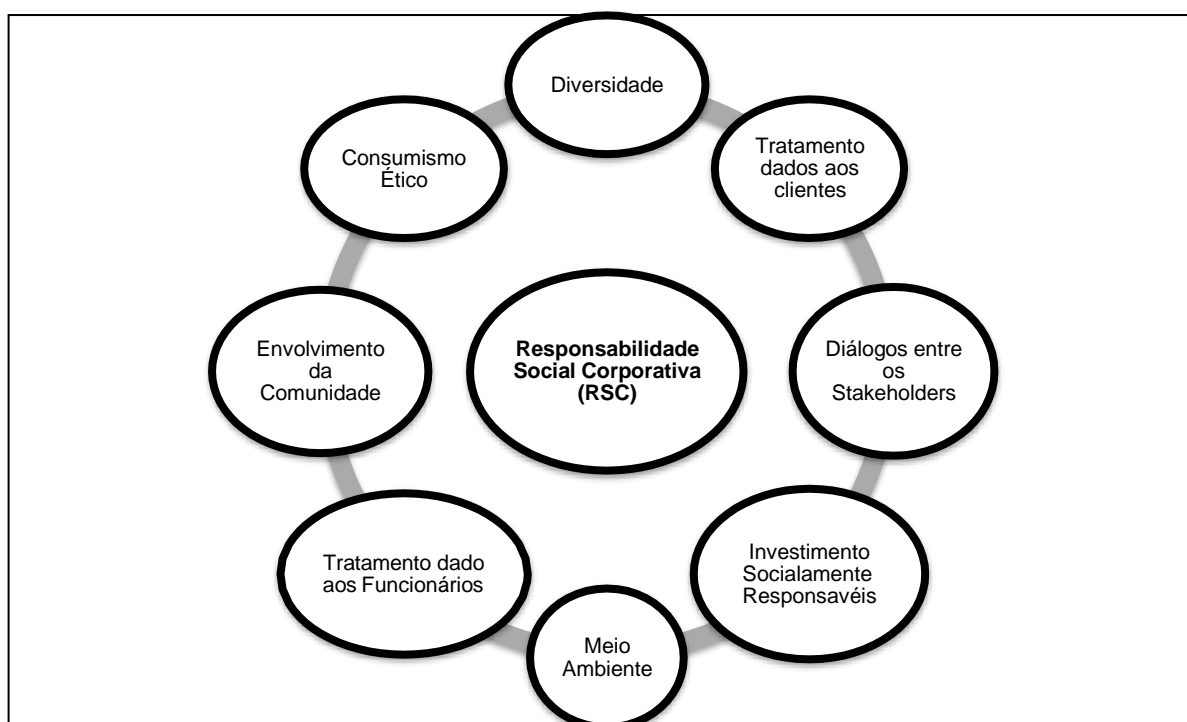 Diversidade
Tratamento
dados aos
clientes
Diálogos entre
os
Stakeholders
Investimento
Socialamente
Responsavéis
Meio
Ambiente
Tratamento dado
aos Funcionários
Envolvimento
da
Comunidade
Consumismo
Ético
Responsabilidade
Social Corporativa
(RSC)